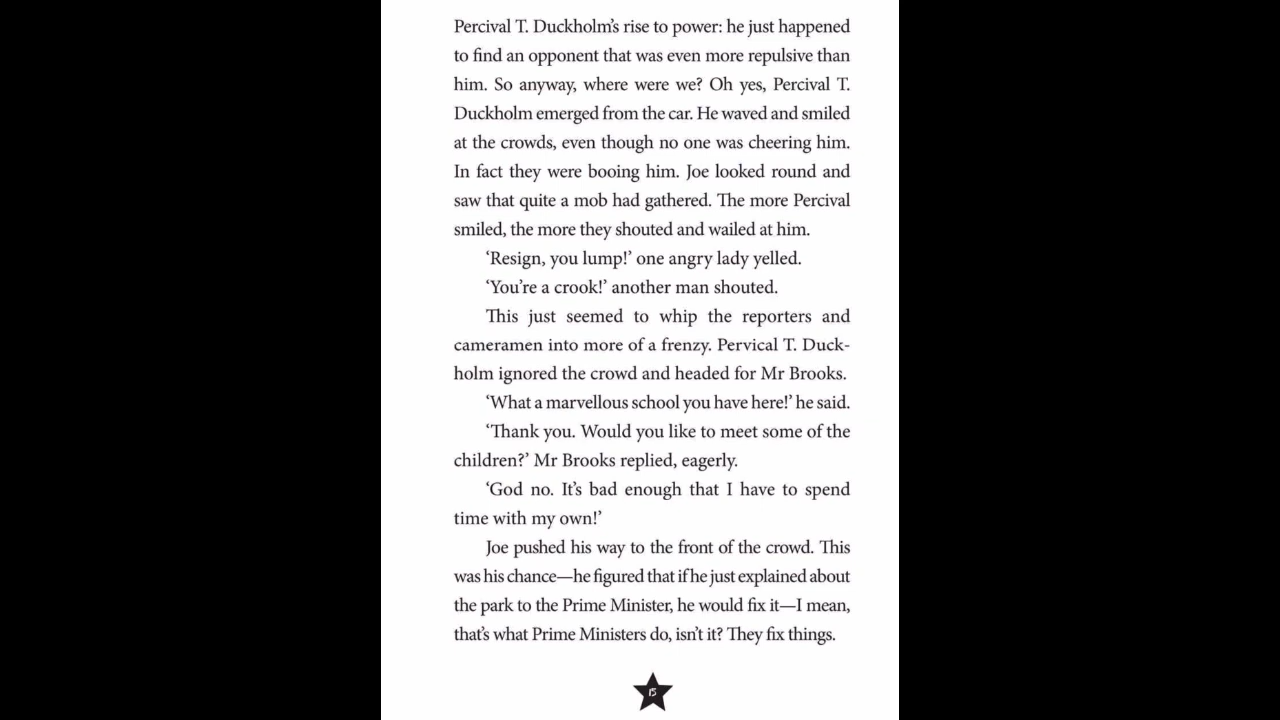 Percival T. Duckholm’s rise to power: he just happened
to find an opponent that was even more repulsive than
him. So anyway, where were we? Oh yes, Percival T.
Duckholm emerged from the car. He waved and smiled
at the crowds, even though no one was cheering him.
In fact they were booing him. Joe looked round and
saw that quite a mob had gathered. The more Percival
smiled, the more they shouted and wailed at him.
‘Resign, you lump!’ one angry lady yelled.
‘You’re a crook!’ another man shouted.
This just seemed to whip the reporters and
cameramen into more of a frenzy. Pervical T. Duck-
holm ignored the crowd and headed for Mr Brooks.
‘What a marvellous school you have here!’ he said.
‘Thank you. Would you like to meet some of the
children?’ Mr Brooks replied, eagerly.
‘God no. It’s bad enough that I have to spend
time with my own!’
Joe pushed his way to the front of the crowd. This
was his chance—he figured that if he just explained about
the park to the Prime Minister, he would fix it—I mean,
that’s what Prime Ministers do, isn’t it? They fix things.
15